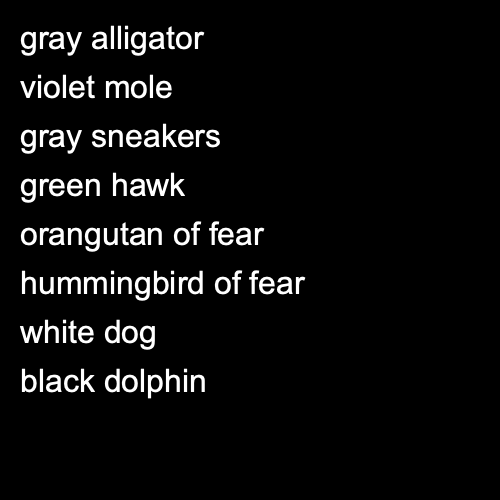 gray alligator
violet mole
gray sneakers
green hawk
orangutan of fear
hummingbird of fear
white dog
black dolphin